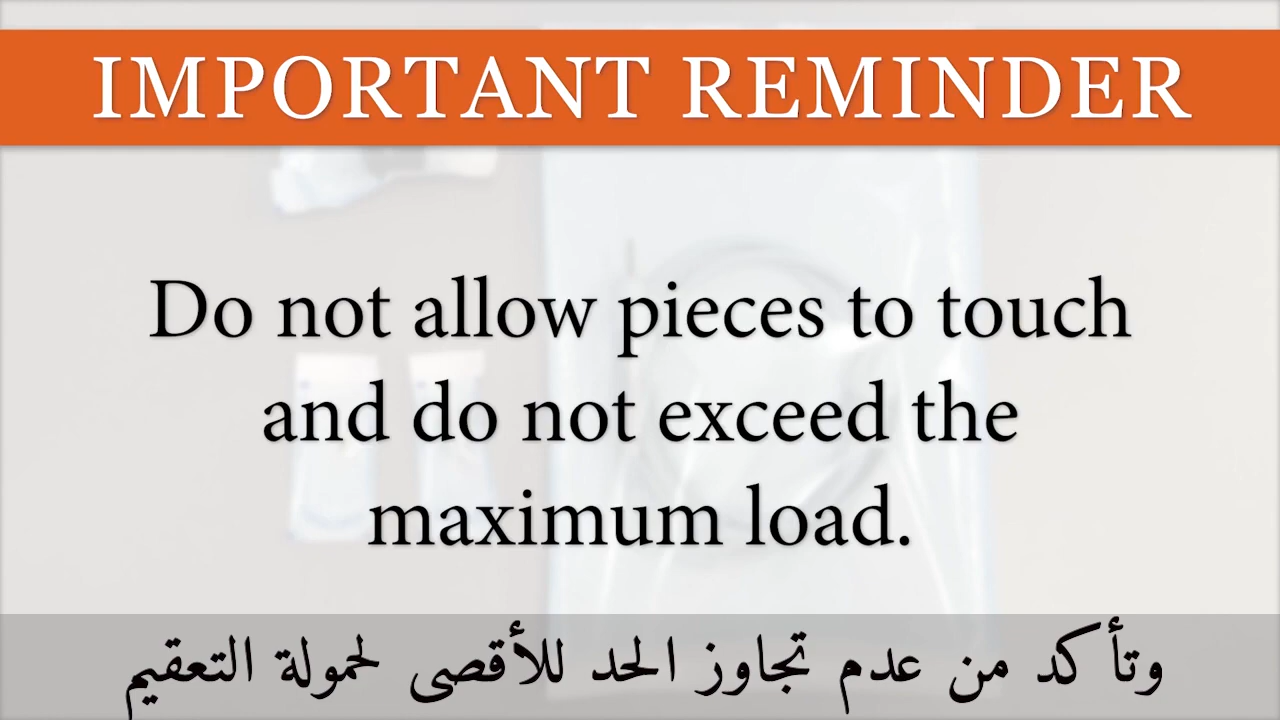 IMPORTANT REMINDER
Do not allow pieces to touch
and do not exceed the
maximum load.
وتأكد من عدم تجاوز الحد للأقصى لحمولة التعقيم